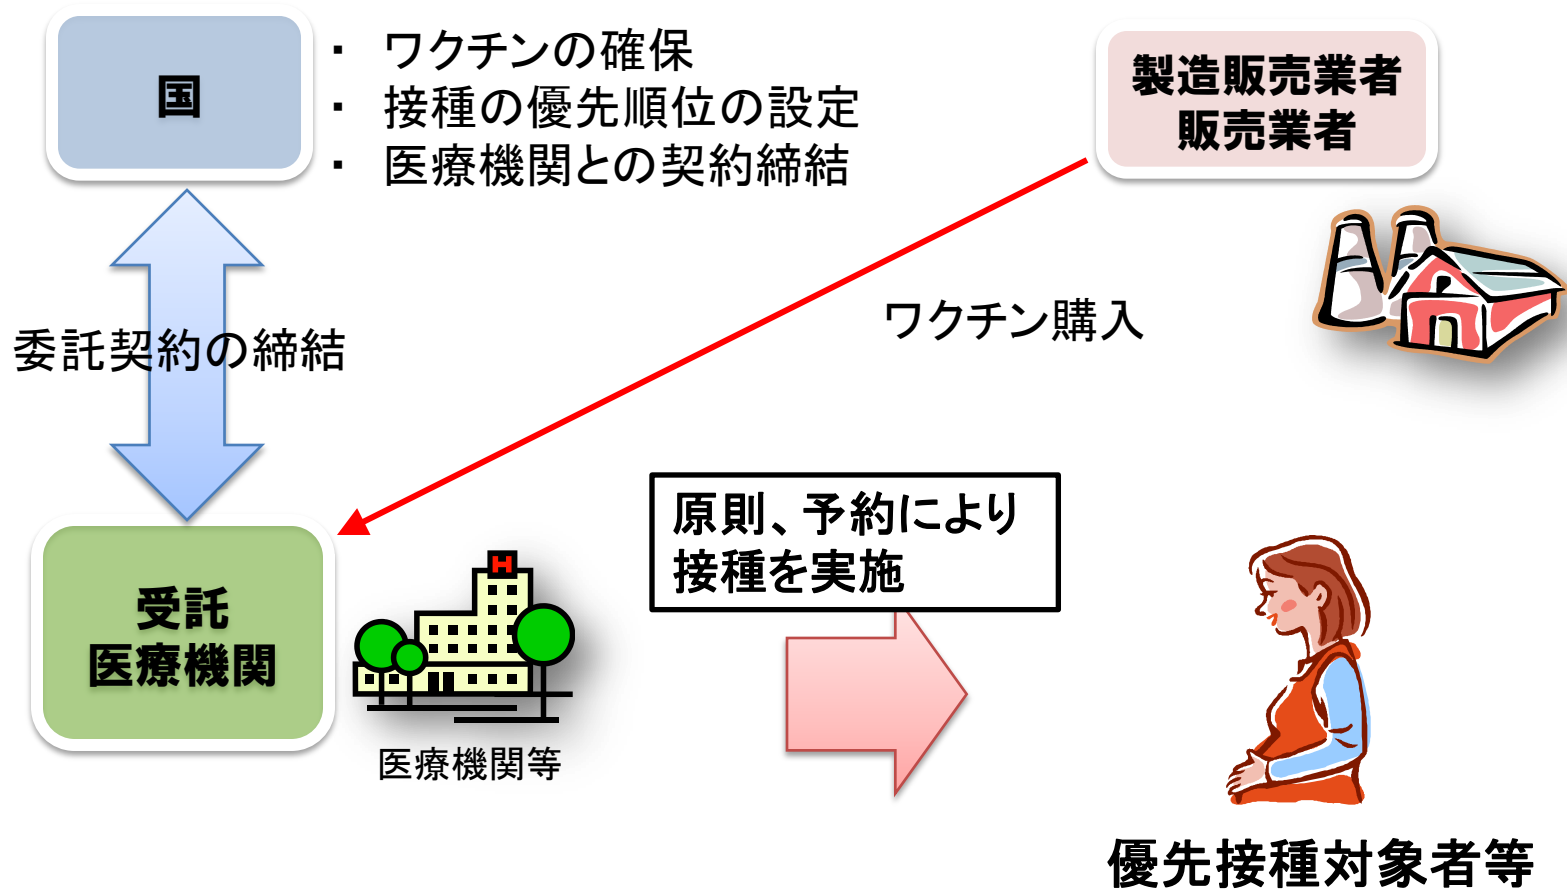 国
・ ワクチンの確保
・ 接種の優先順位の設定
・ 医療機関との契約締結
製造販売業者
販売業者
委託契約の締結
ワクチン購入
原則、予約により
接種を実施
受託
医療機関
H
医療機関等
優先接種対象者等